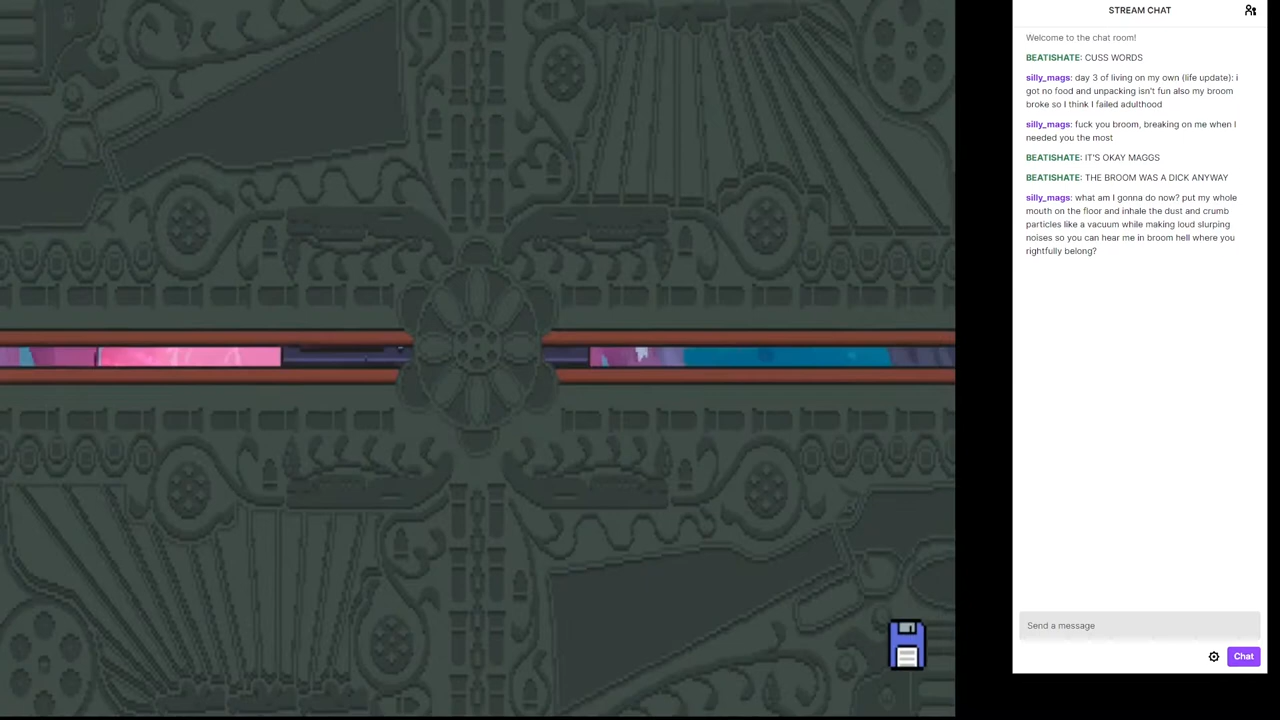 STREAM CHAT
Welcome to the chat room!
BEATISHATE: CUSS WORDS
silly_mags: day 3 of living on my own (life update): i
got no food and unpacking isn't fun also my broom
broke so I think I failed adulthood
silly_mags: fuck you broom, breaking on me when I
needed you the most
BEATISHATE: IT'S OKAY MAGGS
BEATISHATE: THE BROOM WAS A DICK ANYWAY
silly_mags: what am I gonna do now? put my whole
mouth on the floor and inhale the dust and crumb
particles like a vacuum while making loud slurping
noises so you can hear me in broom hell where you
rightfully belong?
Send a message
Chat